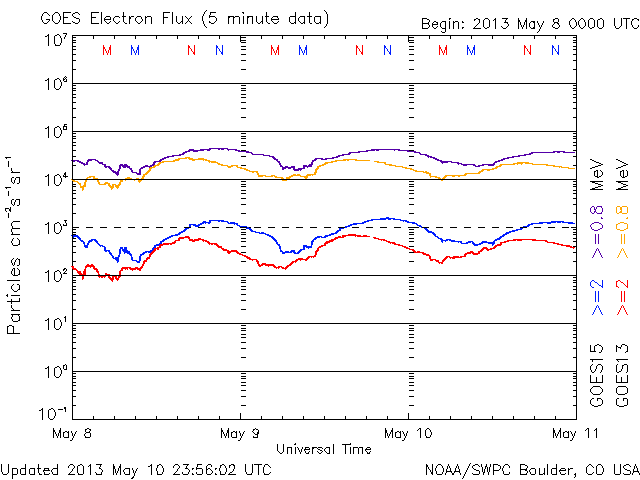 GOES Electron Flux (5 minute data)
Begin: 2013 May 8 0000 UTC
10⁷
M M N N M M N N M M N N
10⁶
10⁵
10⁴
10³
10²
10¹
10⁰
10⁻¹
Particles cm⁻²s⁻¹sr⁻¹
May 8 May 9 May 10 May 11
Universal Time
GOES15 >=2 >=0.8 MeV
GOES13 >=2 >=0.8 MeV
Updated 2013 May 10 23:56:02 UTC
NOAA/SWPC Boulder, CO USA